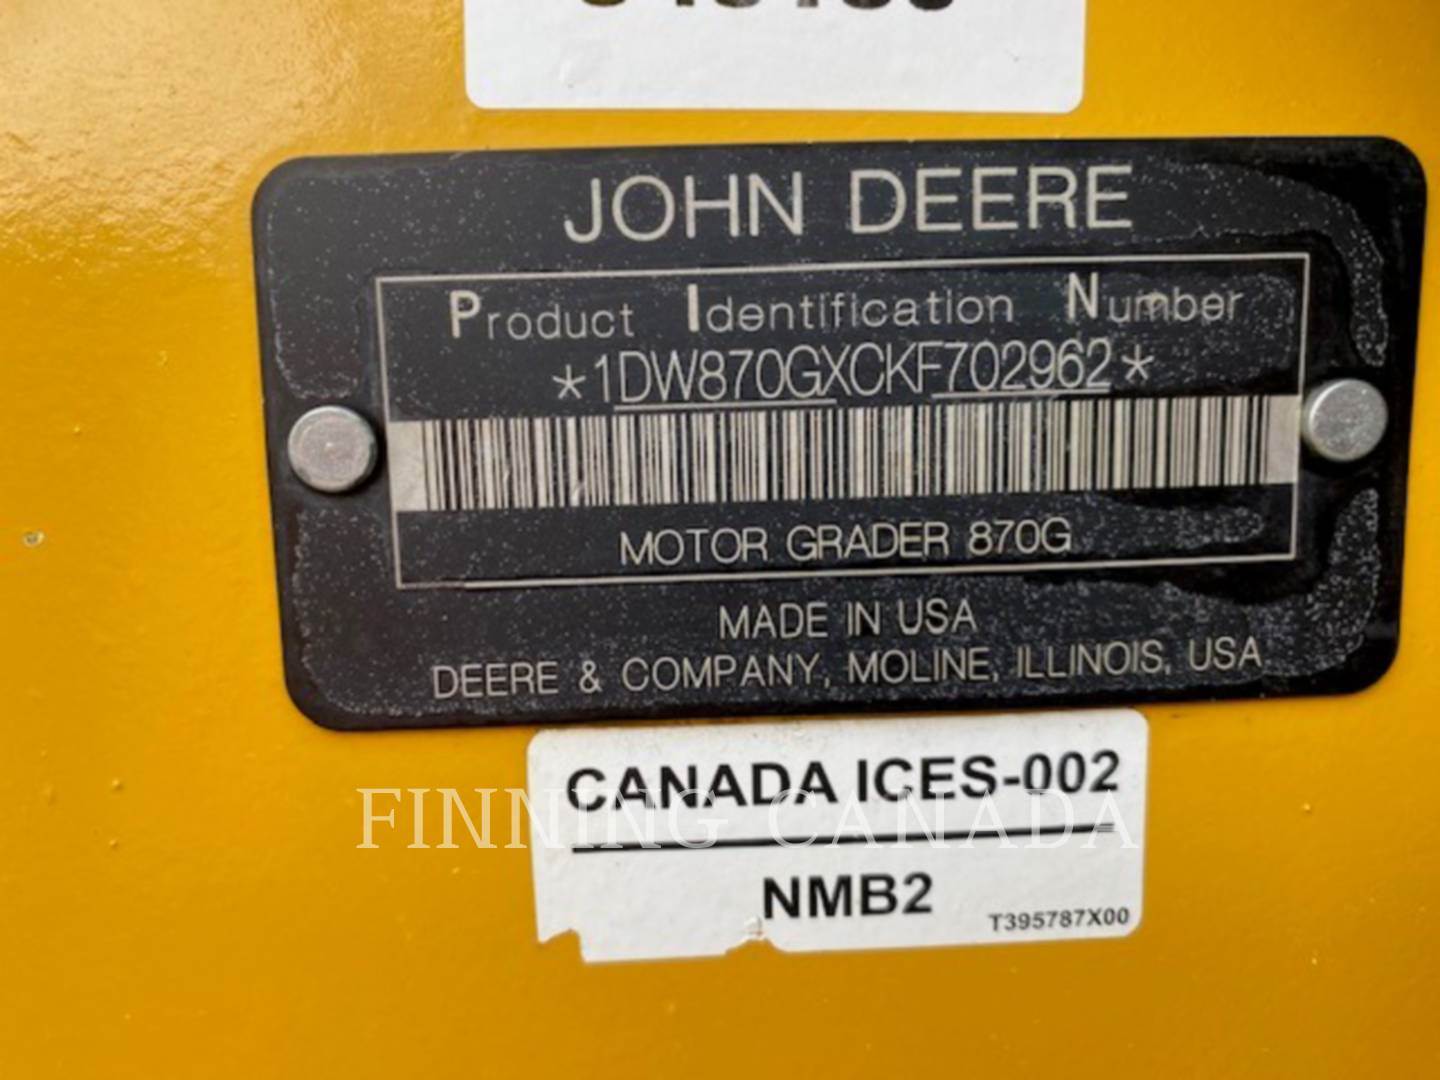 JOHN DEERE
Product Identification Number
*1DW870GXCKF702962*
MOTOR GRADER 870G
MADE IN USA
DEERE & COMPANY, MOLINE, ILLINOIS, USA
CANADA ICES-002
FINNING CANADA
NMB2
T395787X00